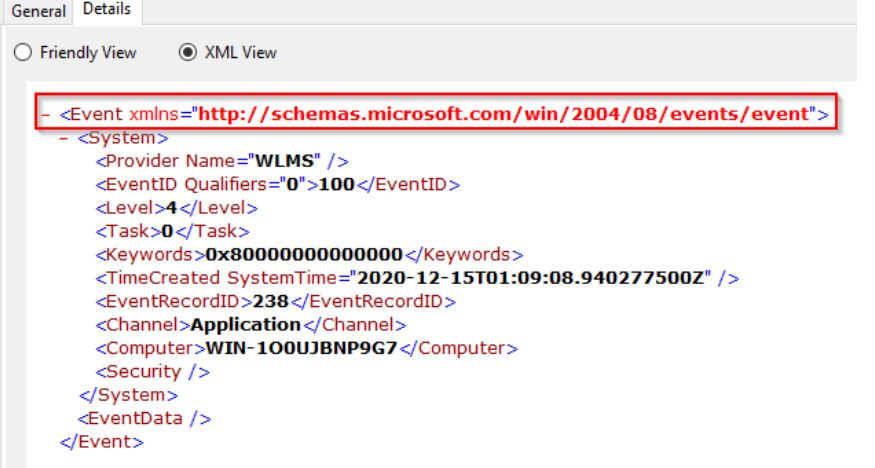 General Details
Friendly View XML View
- <Event xmlns="http://schemas.microsoft.com/win/2004/08/events/event">
- <System>
<Provider Name="WLMS" />
<EventID Qualifiers="0">100</EventID>
<Level>4</Level>
<Task>0</Task>
<Keywords>0x80000000000000</Keywords>
<TimeCreated SystemTime="2020-12-15T01:09:08.940277500Z" />
<EventRecordID>238</EventRecordID>
<Channel>Application</Channel>
<Computer>WIN-1O0UJBNP9G7</Computer>
<Security />
</System>
<EventData />
</Event>